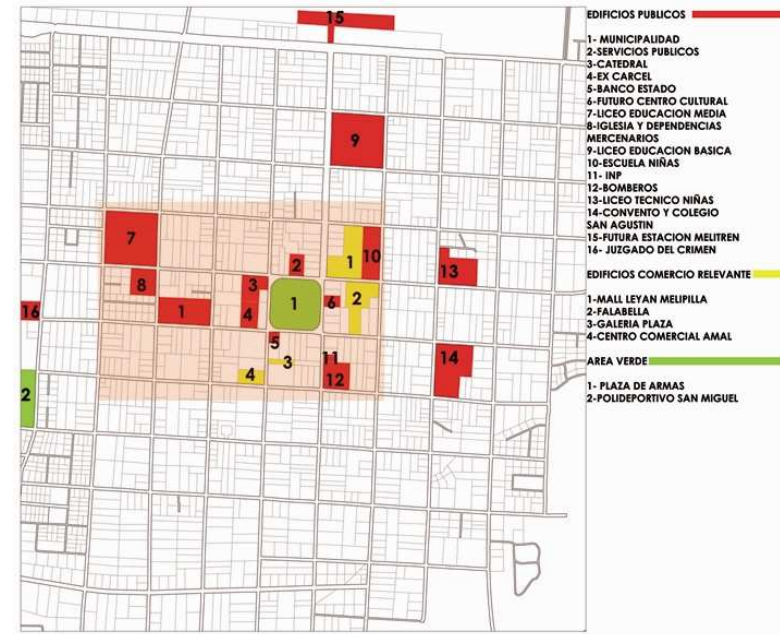 15
9
7
1
10
2
13
8
3
1
6
2
16
1
4
5
3
11
14
4
12
2
EDIFICIOS PUBLICOS
1- MUNICIPALIDAD
2-SERVICIOS PUBLICOS
3-CATEDRAL
4-EX CARCEL
5-BANCO ESTADO
6-FUTURO CENTRO CULTURAL
7-LICEO EDUCACION MEDIA
8-IGLESIA Y DEPENDENCIAS
MERCENARIOS
9-LICEO EDUCACION BASICA
10-ESCUELA NIÑAS
11- INP
12-BOMBEROS
13-LICEO TECNICO NIÑAS
14-CONVENTO Y COLEGIO
SAN AGUSTIN
15-FUTURA ESTACION MELITREN
16- JUZGADO DEL CRIMEN
EDIFICIOS COMERCIO RELEVANTE
1-MALL LEYAN MELIPILLA
2-FALABELLA
3-GALERIA PLAZA
4-CENTRO COMERCIAL AMAL
AREA VERDE
1- PLAZA DE ARMAS
2-POLIDEPORTIVO SAN MIGUEL